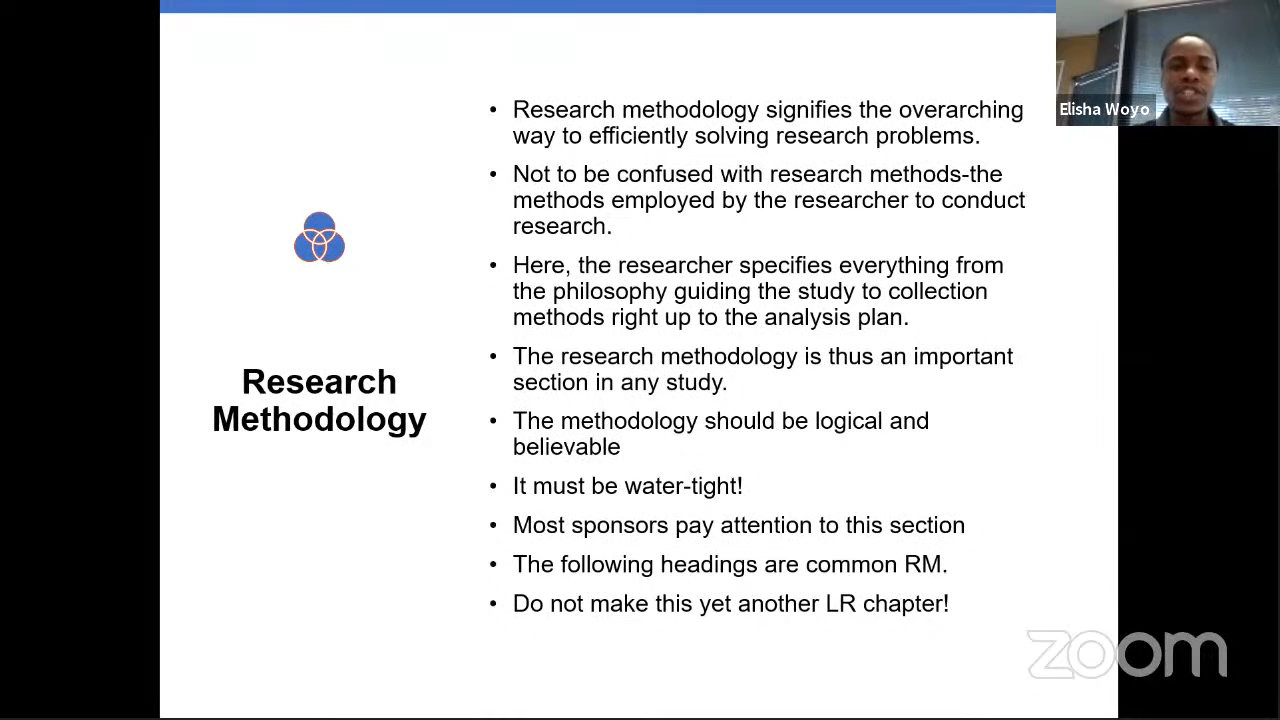 Elisha Woyo
Research
Methodology
• Research methodology signifies the overarching
way to efficiently solving research problems.
• Not to be confused with research methods-the
methods employed by the researcher to conduct
research.
• Here, the researcher specifies everything from
the philosophy guiding the study to collection
methods right up to the analysis plan.
• The research methodology is thus an important
section in any study.
• The methodology should be logical and
believable
• It must be water-tight!
• Most sponsors pay attention to this section
• The following headings are common RM.
• Do not make this yet another LR chapter!
zoom